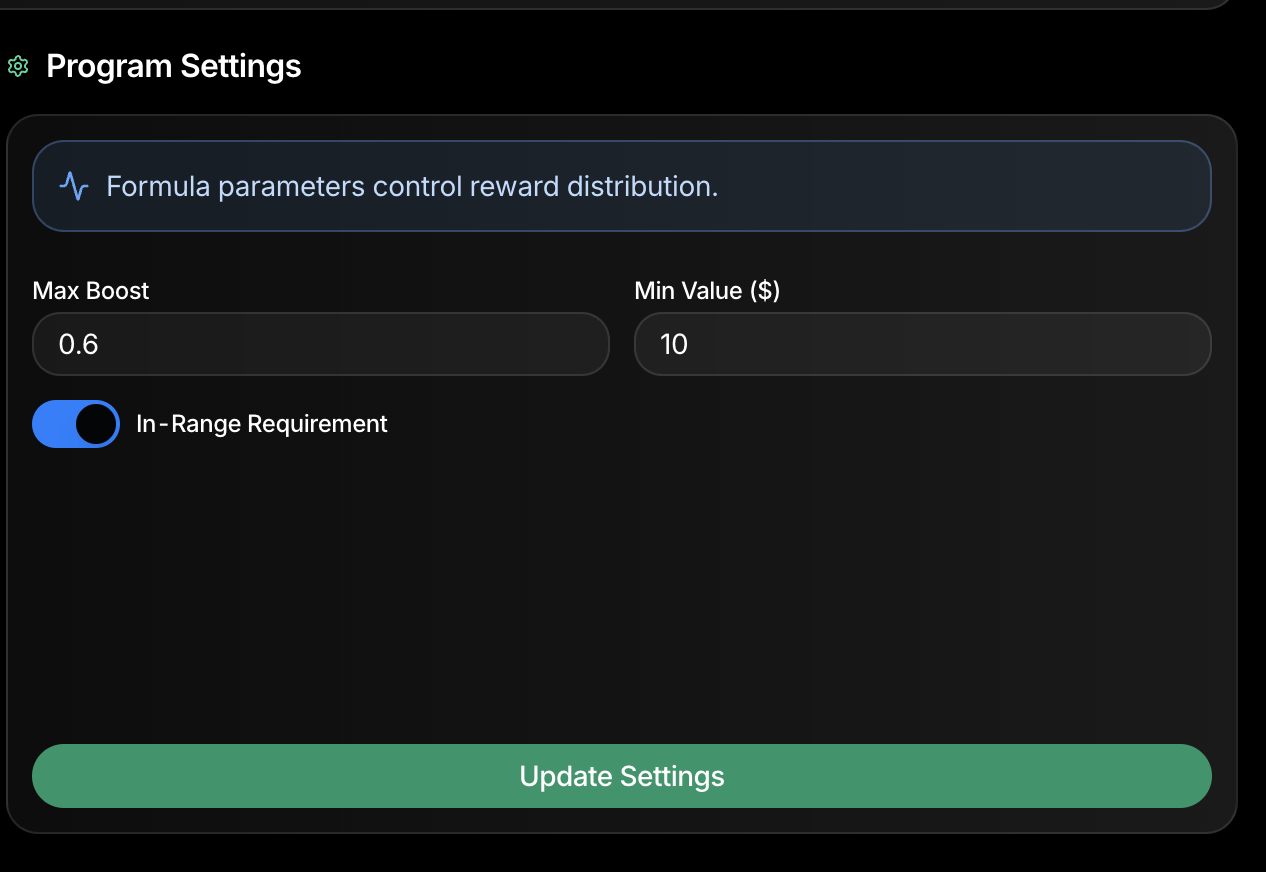 Program Settings
Formula parameters control reward distribution.
Max Boost
Min Value ($)
0.6
10
In-Range Requirement
Update Settings